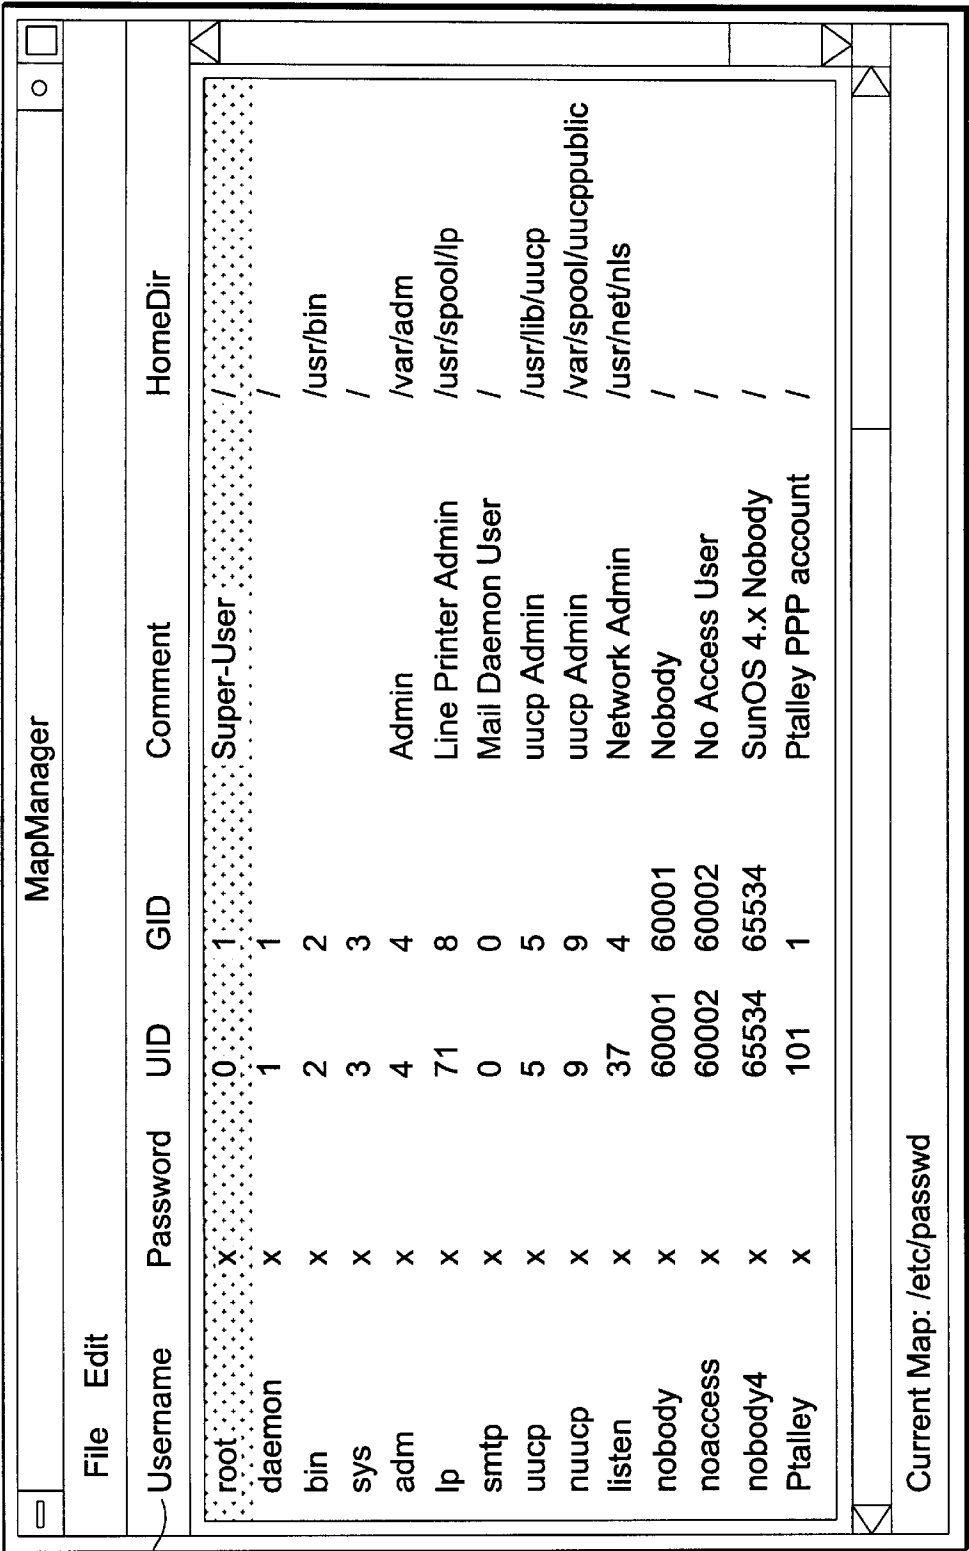 MapManager
File Edit
Username Password UID GID Comment HomeDir
root x 0 1 Super-User /
daemon x 1 1 /
bin x 2 2 /usr/bin
sys x 3 3 /
adm x 4 4 Admin /var/adm
lp x 71 8 Line Printer Admin /usr/spool/lp
smtp x 0 0 Mail Daemon User /
uucp x 5 5 uucp Admin /usr/lib/uucp
nuucp x 9 9 uucp Admin /var/spool/uucppublic
listen x 37 4 Network Admin /usr/net/nls
nobody x 60001 60001 Nobody /
noaccess x 60002 60002 No Access User /
nobody4 x 65534 65534 SunOS 4.x Nobody /
Ptalley x 101 1 Ptalley PPP account /
Current Map: /etc/passwd